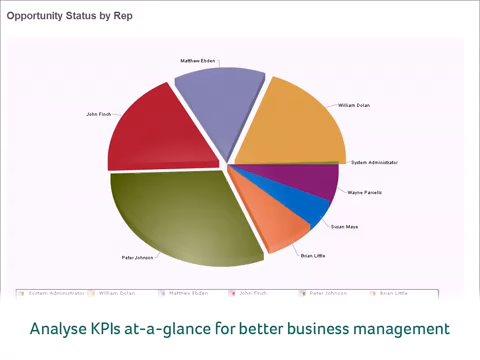 Opportunity Status by Rep
Matthew Ebden
William Dolan
John Finch
System Administrator
Wayne Parcells
Susan Maye
Brian Little
Peter Johnson
System Administrator William Dolan Matthew Ebden John Finch Peter Johnson Brian Little
Analyse KPIs at-a-glance for better business management